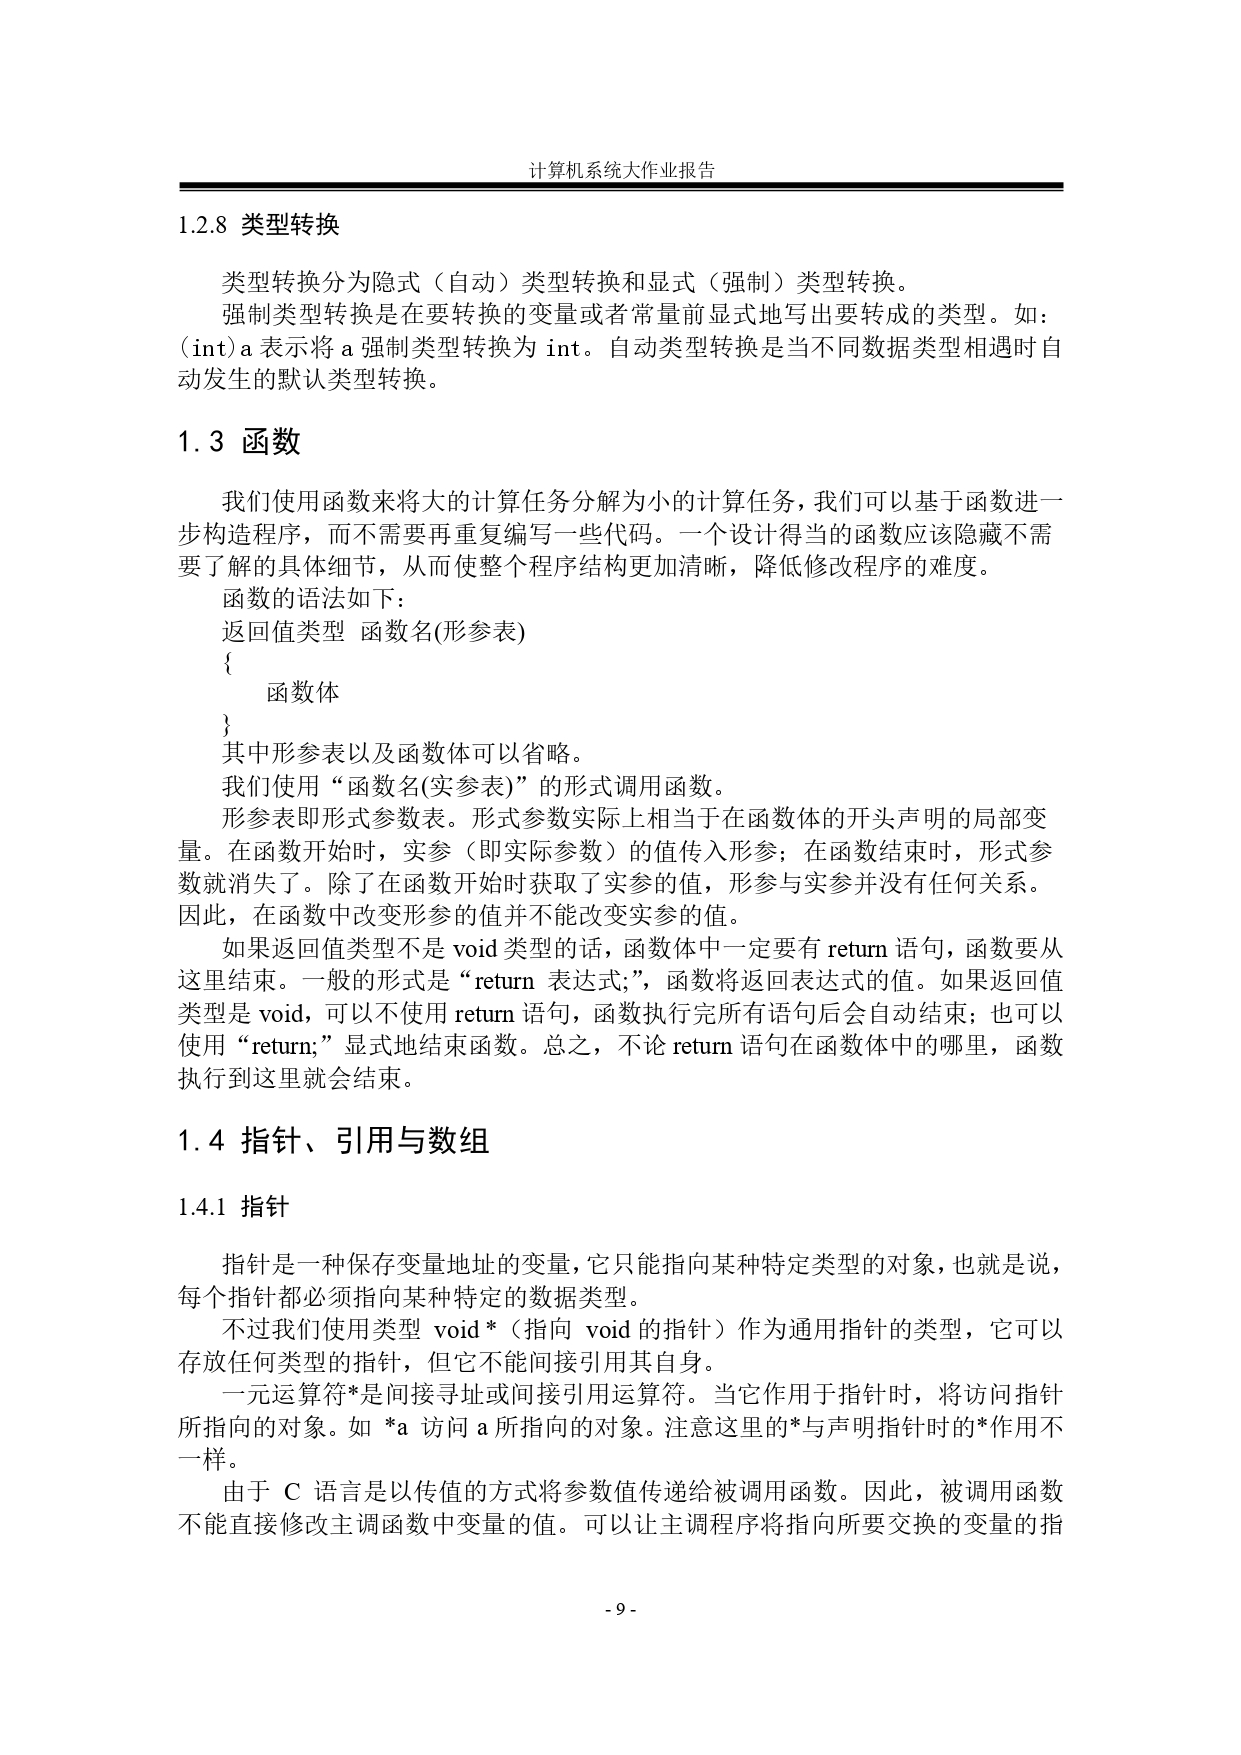 计算机系统大作业报告
1.2.8 类型转换
类型转换分为隐式（自动）类型转换和显式（强制）类型转换。
强制类型转换是在要转换的变量或者常量前显式地写出要转成的类型。如：
(int)a 表示将 a 强制类型转换为 int。自动类型转换是当不同数据类型相遇时自
动发生的默认类型转换。
1.3 函数
我们使用函数来将大的计算任务分解为小的计算任务，我们可以基于函数进一
步构造程序，而不需要再重复编写一些代码。一个设计得当的函数应该隐藏不需
要了解的具体细节，从而使整个程序结构更加清晰，降低修改程序的难度。
函数的语法如下：
返回值类型 函数名(形参表)
{
函数体
}
其中形参表以及函数体可以省略。
我们使用“函数名(实参表)”的形式调用函数。
形参表即形式参数表。形式参数实际上相当于在函数体的开头声明的局部变
量。在函数开始时，实参（即实际参数）的值传入形参；在函数结束时，形式参
数就消失了。除了在函数开始时获取了实参的值，形参与实参并没有任何关系。
因此，在函数中改变形参的值并不能改变实参的值。
如果返回值类型不是 void 类型的话，函数体中一定要有 return 语句，函数要从
这里结束。一般的形式是“return 表达式;”，函数将返回表达式的值。如果返回值
类型是 void，可以不使用 return 语句，函数执行完所有语句后会自动结束；也可以
使用“return;”显式地结束函数。总之，不论 return 语句在函数体中的哪里，函数
执行到这里就会结束。
1.4 指针、引用与数组
1.4.1 指针
指针是一种保存变量地址的变量，它只能指向某种特定类型的对象，也就是说，
每个指针都必须指向某种特定的数据类型。
不过我们使用类型 void *（指向 void 的指针）作为通用指针的类型，它可以
存放任何类型的指针，但它不能间接引用其自身。
一元运算符*是间接寻址或间接引用运算符。当它作用于指针时，将访问指针
所指向的对象。如 *a 访问 a 所指向的对象。注意这里的*与声明指针时的*作用不
一样。
由于 C 语言是以传值的方式将参数值传递给被调用函数。因此，被调用函数
不能直接修改主调函数中变量的值。可以让主调程序将指向所要交换的变量的指
- 9 -